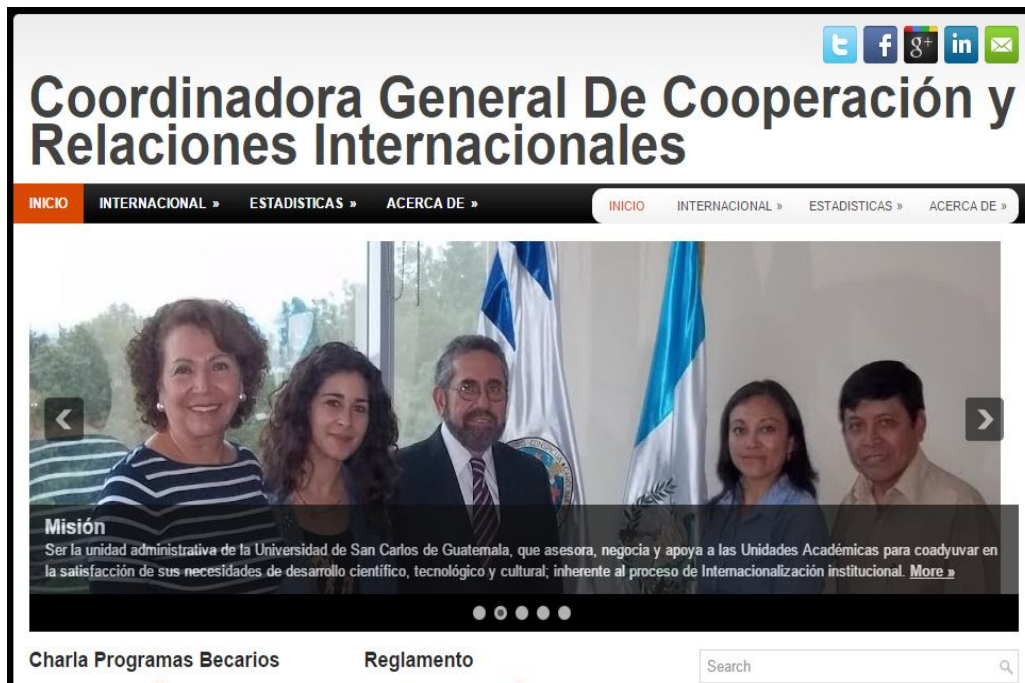 Coordinadora General De Cooperación y
Relaciones Internacionales
INICIO INTERNACIONAL » ESTADISTICAS » ACERCA DE »
INICIO INTERNACIONAL » ESTADISTICAS » ACERCA DE »
Misión
Ser la unidad administrativa de la Universidad de San Carlos de Guatemala, que asesora, negocia y apoya a las Unidades Académicas para coadyuvar en
la satisfacción de sus necesidades de desarrollo científico, tecnológico y cultural; inherente al proceso de Internacionalización institucional. More »
Charla Programas Becarios
Reglamento
Search